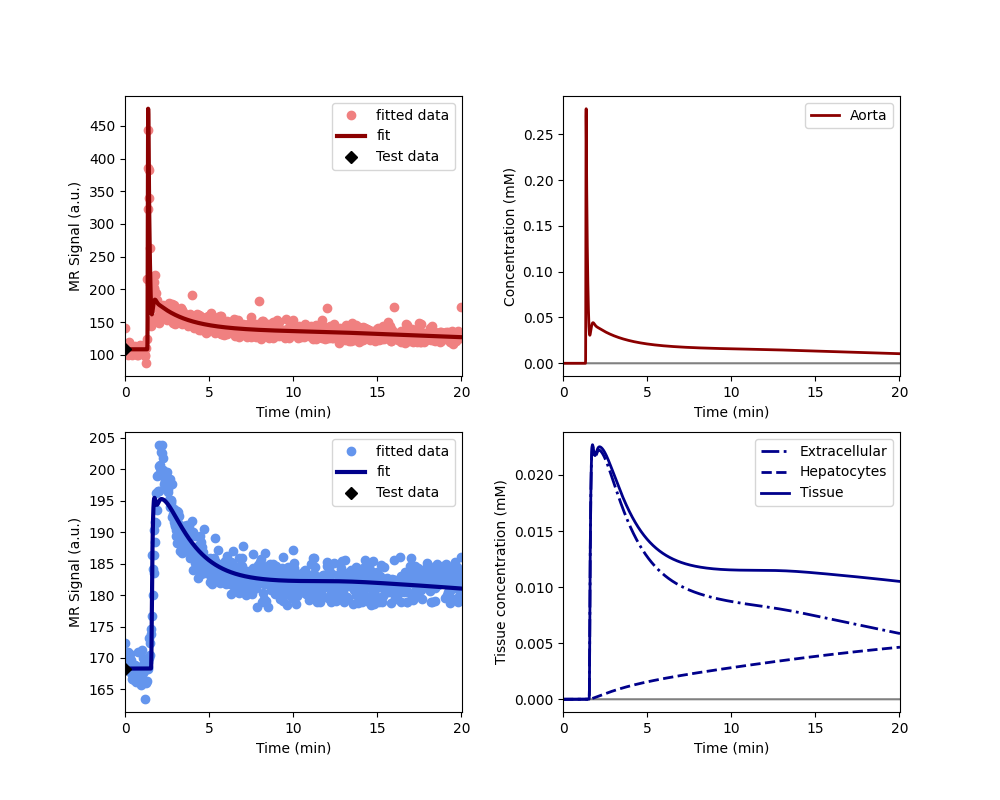 MR Signal (a.u.)
450
400
350
300
250
200
150
100
fitted data
fit
Test data
0
5
10
15
20
Time (min)
Concentration (mM)
0.25
0.20
0.15
0.10
0.05
0.00
Aorta
0
5
10
15
20
Time (min)
MR Signal (a.u.)
205
200
195
190
185
180
175
170
165
fitted data
fit
Test data
0
5
10
15
20
Time (min)
Tissue concentration (mM)
0.020
0.015
0.010
0.005
0.000
Extracellular
Hepatocytes
Tissue
0
5
10
15
20
Time (min)